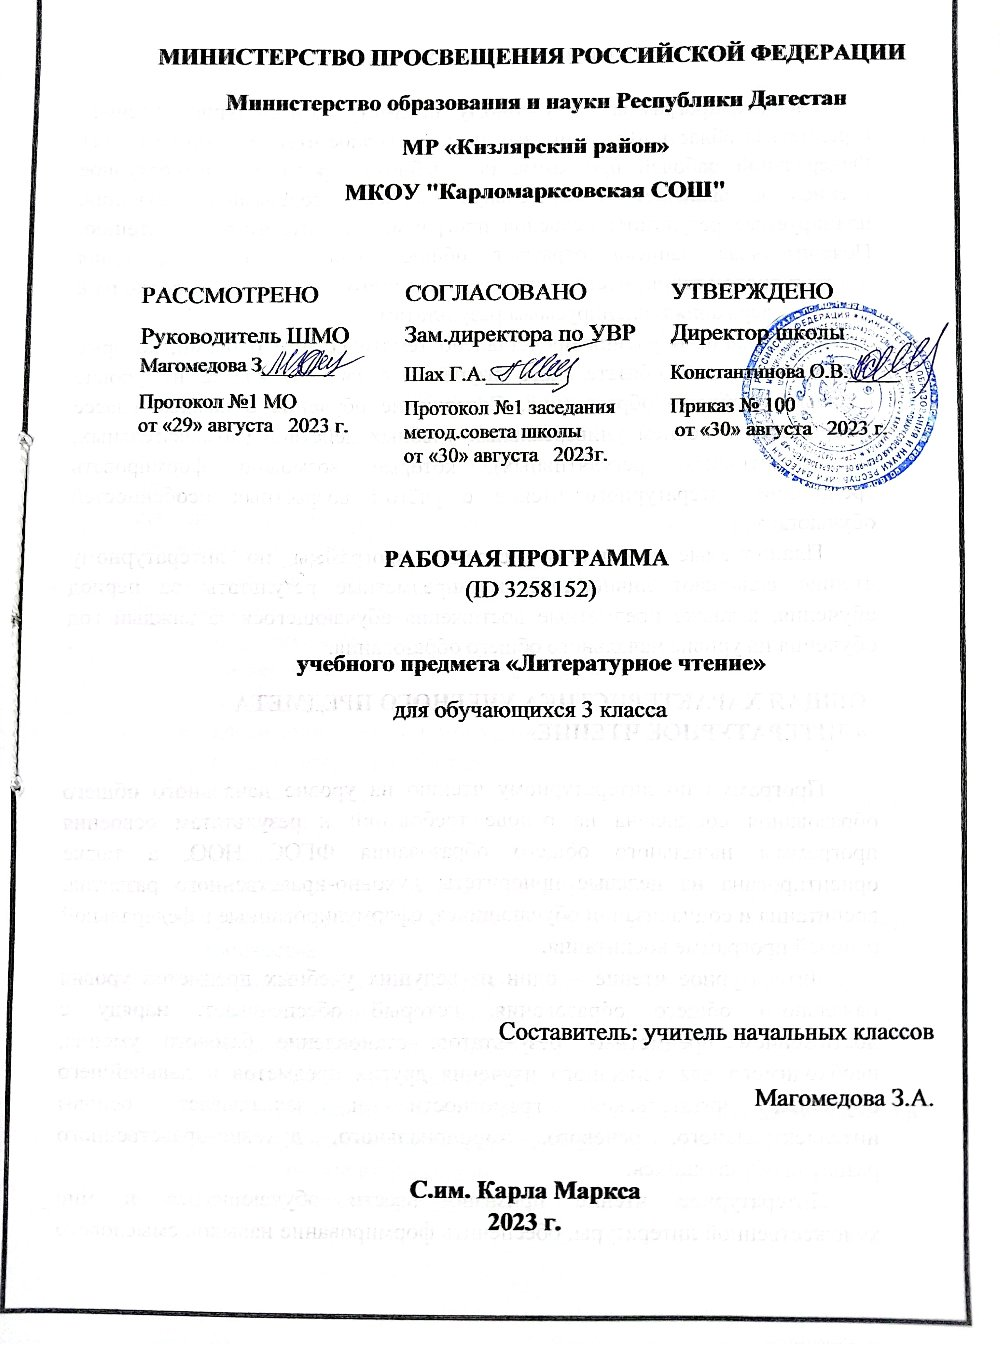 МИНИСТЕРСТВО ПРОСВЕЩЕНИЯ РОССИЙСКОЙ ФЕДЕРАЦИИ
Министерство образования и науки Республики Дагестан
МР «Кизлярский район»
МКОУ "Карломарксовская СОШ"
РАССМОТРЕНО
Руководитель ШМО
Магомедова З.
Протокол №1 МО
от «29» августа 2023 г.
СОГЛАСОВАНО
Зам.директора по УВР
Шах Г.А.
Протокол №1 заседания
метод.совета школы
от «30» августа 2023г.
УТВЕРЖДЕНО
Директор школы
Константинова О.В.
Приказ № 100
от «30» августа 2023 г.
РАБОЧАЯ ПРОГРАММА
(ID 3258152)
учебного предмета «Литературное чтение»
для обучающихся 3 класса
Составитель: учитель начальных классов
Магомедова З.А.
С.им. Карла Маркса
2023 г.